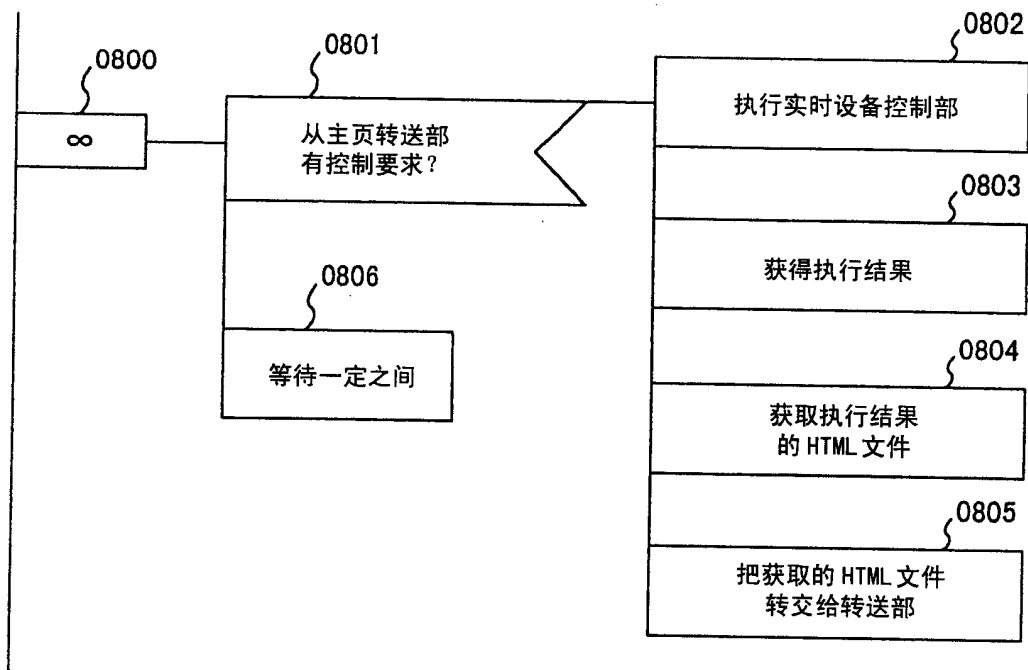 0800
∞
0801
从主页转送部
有控制要求?
0802
执行实时设备控制部
0803
获得执行结果
0804
获取执行结果
的 HTML 文件
0805
把获取的 HTML 文件
转交给转送部
0806
等待一定之间